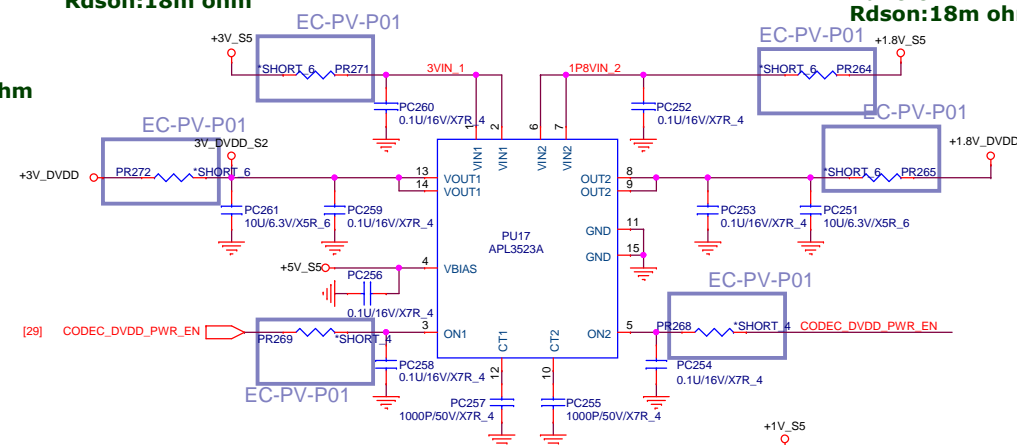 Rdson:18m ohm
Rdson:18m ohm
hm
EC-PV-P01
+3V_S5
*SHORT_6
PR271
3VIN_1
1P8VIN_2
EC-PV-P01
+1.8V_S5
*SHORT_6
PR264
PC260
0.1U/16V/X7R_4
PC252
0.1U/16V/X7R_4
1
2
6
7
VIN1
VIN1
VIN2
VIN2
EC-PV-P01
3V_DVDD_S2
+3V_DVDD
PR272
*SHORT_6
13
14
VOUT1
VOUT1
8
9
OUT2
OUT2
EC-PV-P01
+1.8V_DVDD
*SHORT_6
PR265
PC261
10U/6.3V/X5R_6
PC259
0.1U/16V/X7R_4
PC253
0.1U/16V/X7R_4
PC251
10U/6.3V/X5R_6
PU17
APL3523A
11
GND
15
GND
+5V_S5
4
VBIAS
PC256
0.1U/16V/X7R_4
[29]
CODEC_DVDD_PWR_EN
PR269
*SHORT_4
3
ON1
EC-PV-P01
PC258
0.1U/16V/X7R_4
5
ON2
EC-PV-P01
PR268
*SHORT_4
CODEC_DVDD_PWR_EN
PC254
0.1U/16V/X7R_4
CT1
CT2
12
10
PC257
1000P/50V/X7R_4
PC255
1000P/50V/X7R_4
+1V_S5